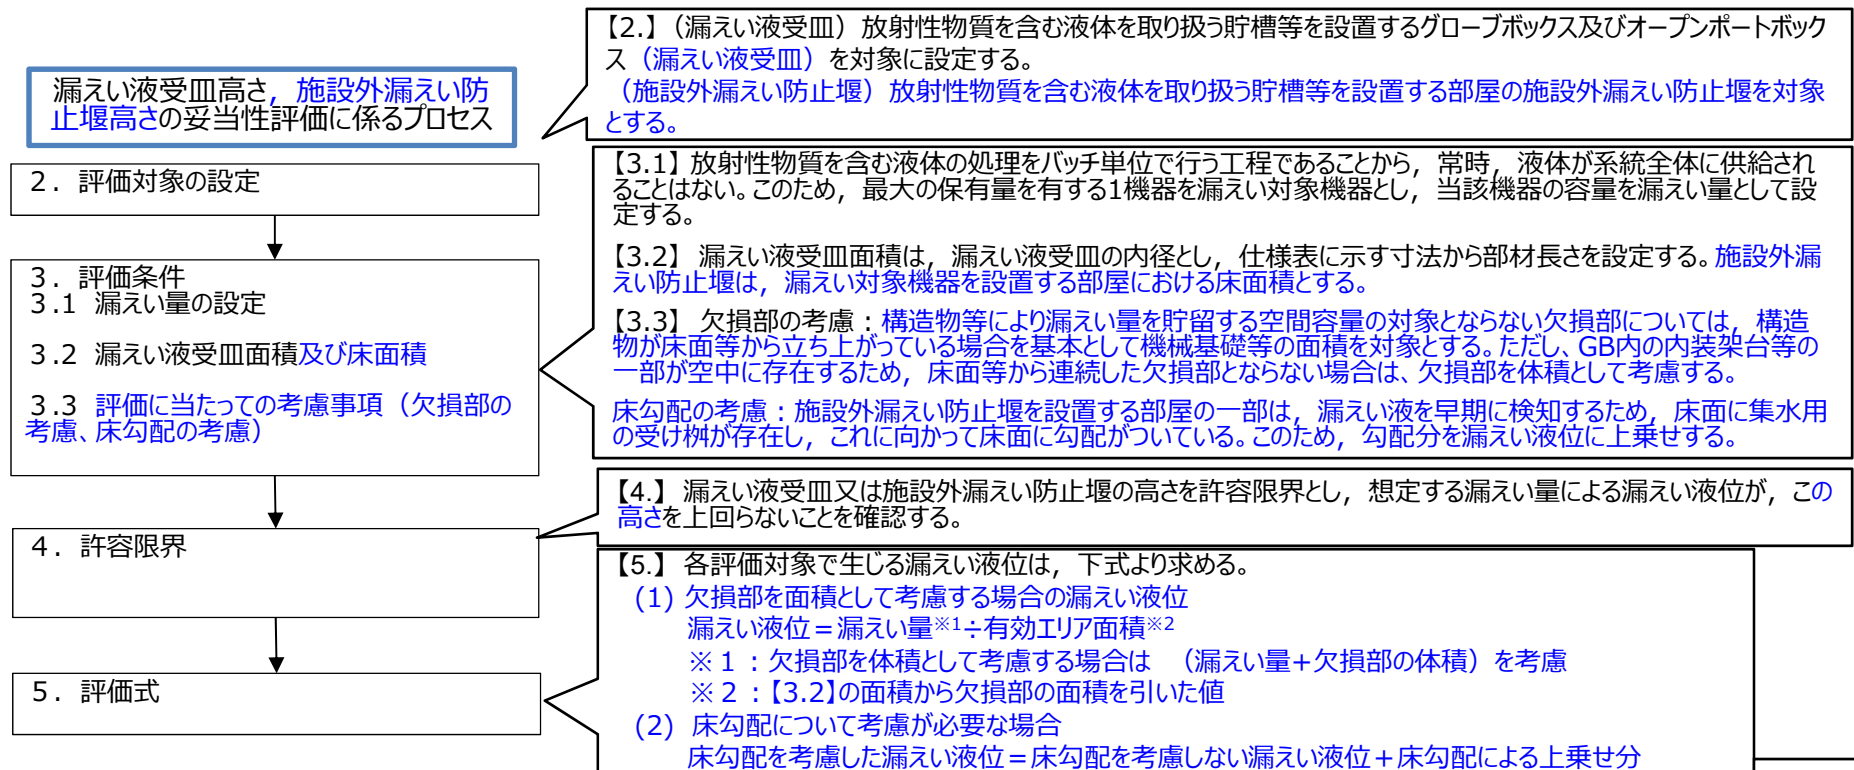 漏えい液受皿高さ，施設外漏えい防
止堰高さの妥当性評価に係るプロセス
２．評価対象の設定
３．評価条件
３.１ 漏えい量の設定
３.２ 漏えい液受皿面積及び床面積
３.３ 評価に当たっての考慮事項（欠損部の
考慮、床勾配の考慮）
４．許容限界
５．評価式
【2.】（漏えい液受皿）放射性物質を含む液体を取り扱う貯槽等を設置するグローブボックス及びオープンポートボック
ス（漏えい液受皿）を対象に設定する。
（施設外漏えい防止堰）放射性物質を含む液体を取り扱う貯槽等を設置する部屋の施設外漏えい防止堰を対象
とする。
【3.1】放射性物質を含む液体の処理をバッチ単位で行う工程であることから，常時，液体が系統全体に供給され
ることはない。このため，最大の保有量を有する1機器を漏えい対象機器とし，当該機器の容量を漏えい量として設
定する。
【3.2】 漏えい液受皿面積は，漏えい液受皿の内径とし，仕様表に示す寸法から部材長さを設定する。施設外漏
えい防止堰は，漏えい対象機器を設置する部屋における床面積とする。
【3.3】 欠損部の考慮：構造物等により漏えい量を貯留する空間容量の対象とならない欠損部については，構造
物が床面等から立ち上がっている場合を基本として機械基礎等の面積を対象とする。ただし、GB内の内装架台等の
一部が空中に存在するため，床面等から連続した欠損部とならない場合は、欠損部を体積として考慮する。
床勾配の考慮：施設外漏えい防止堰を設置する部屋の一部は，漏えい液を早期に検知するため，床面に集水用
の受け桝が存在し，これに向かって床面に勾配がついている。このため，勾配分を漏えい液位に上乗せする。
【4.】 漏えい液受皿又は施設外漏えい防止堰の高さを許容限界とし，想定する漏えい量による漏えい液位が，この
高さを上回らないことを確認する。
【5.】 各評価対象で生じる漏えい液位は，下式より求める。
(1) 欠損部を面積として考慮する場合の漏えい液位
漏えい液位＝漏えい量※1÷有効エリア面積※2
※１：欠損部を体積として考慮する場合は （漏えい量＋欠損部の体積）を考慮
※２：【3.2】の面積から欠損部の面積を引いた値
(2) 床勾配について考慮が必要な場合
床勾配を考慮した漏えい液位＝床勾配を考慮しない漏えい液位＋床勾配による上乗せ分